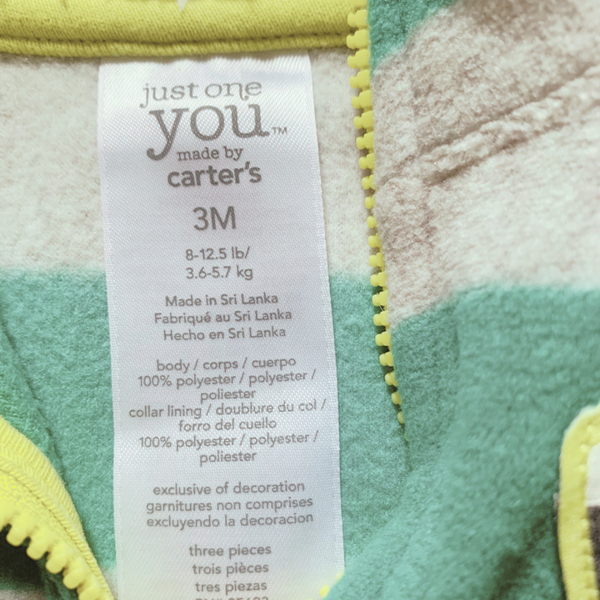 just one
you™
made by
carter's
3M
8-12.5 lb/
3.6-5.7 kg
Made in Sri Lanka
Fabriqué au Sri Lanka
Hecho en Sri Lanka
body / corps / cuerpo
100% polyester / polyester /
poliester
collar lining / doublure du col /
forro del cuello
100% polyester / polyester /
poliester
exclusive of decoration
garnitures non comprises
excluyendo la decoracion
three pieces
trois pièces
tres piezas